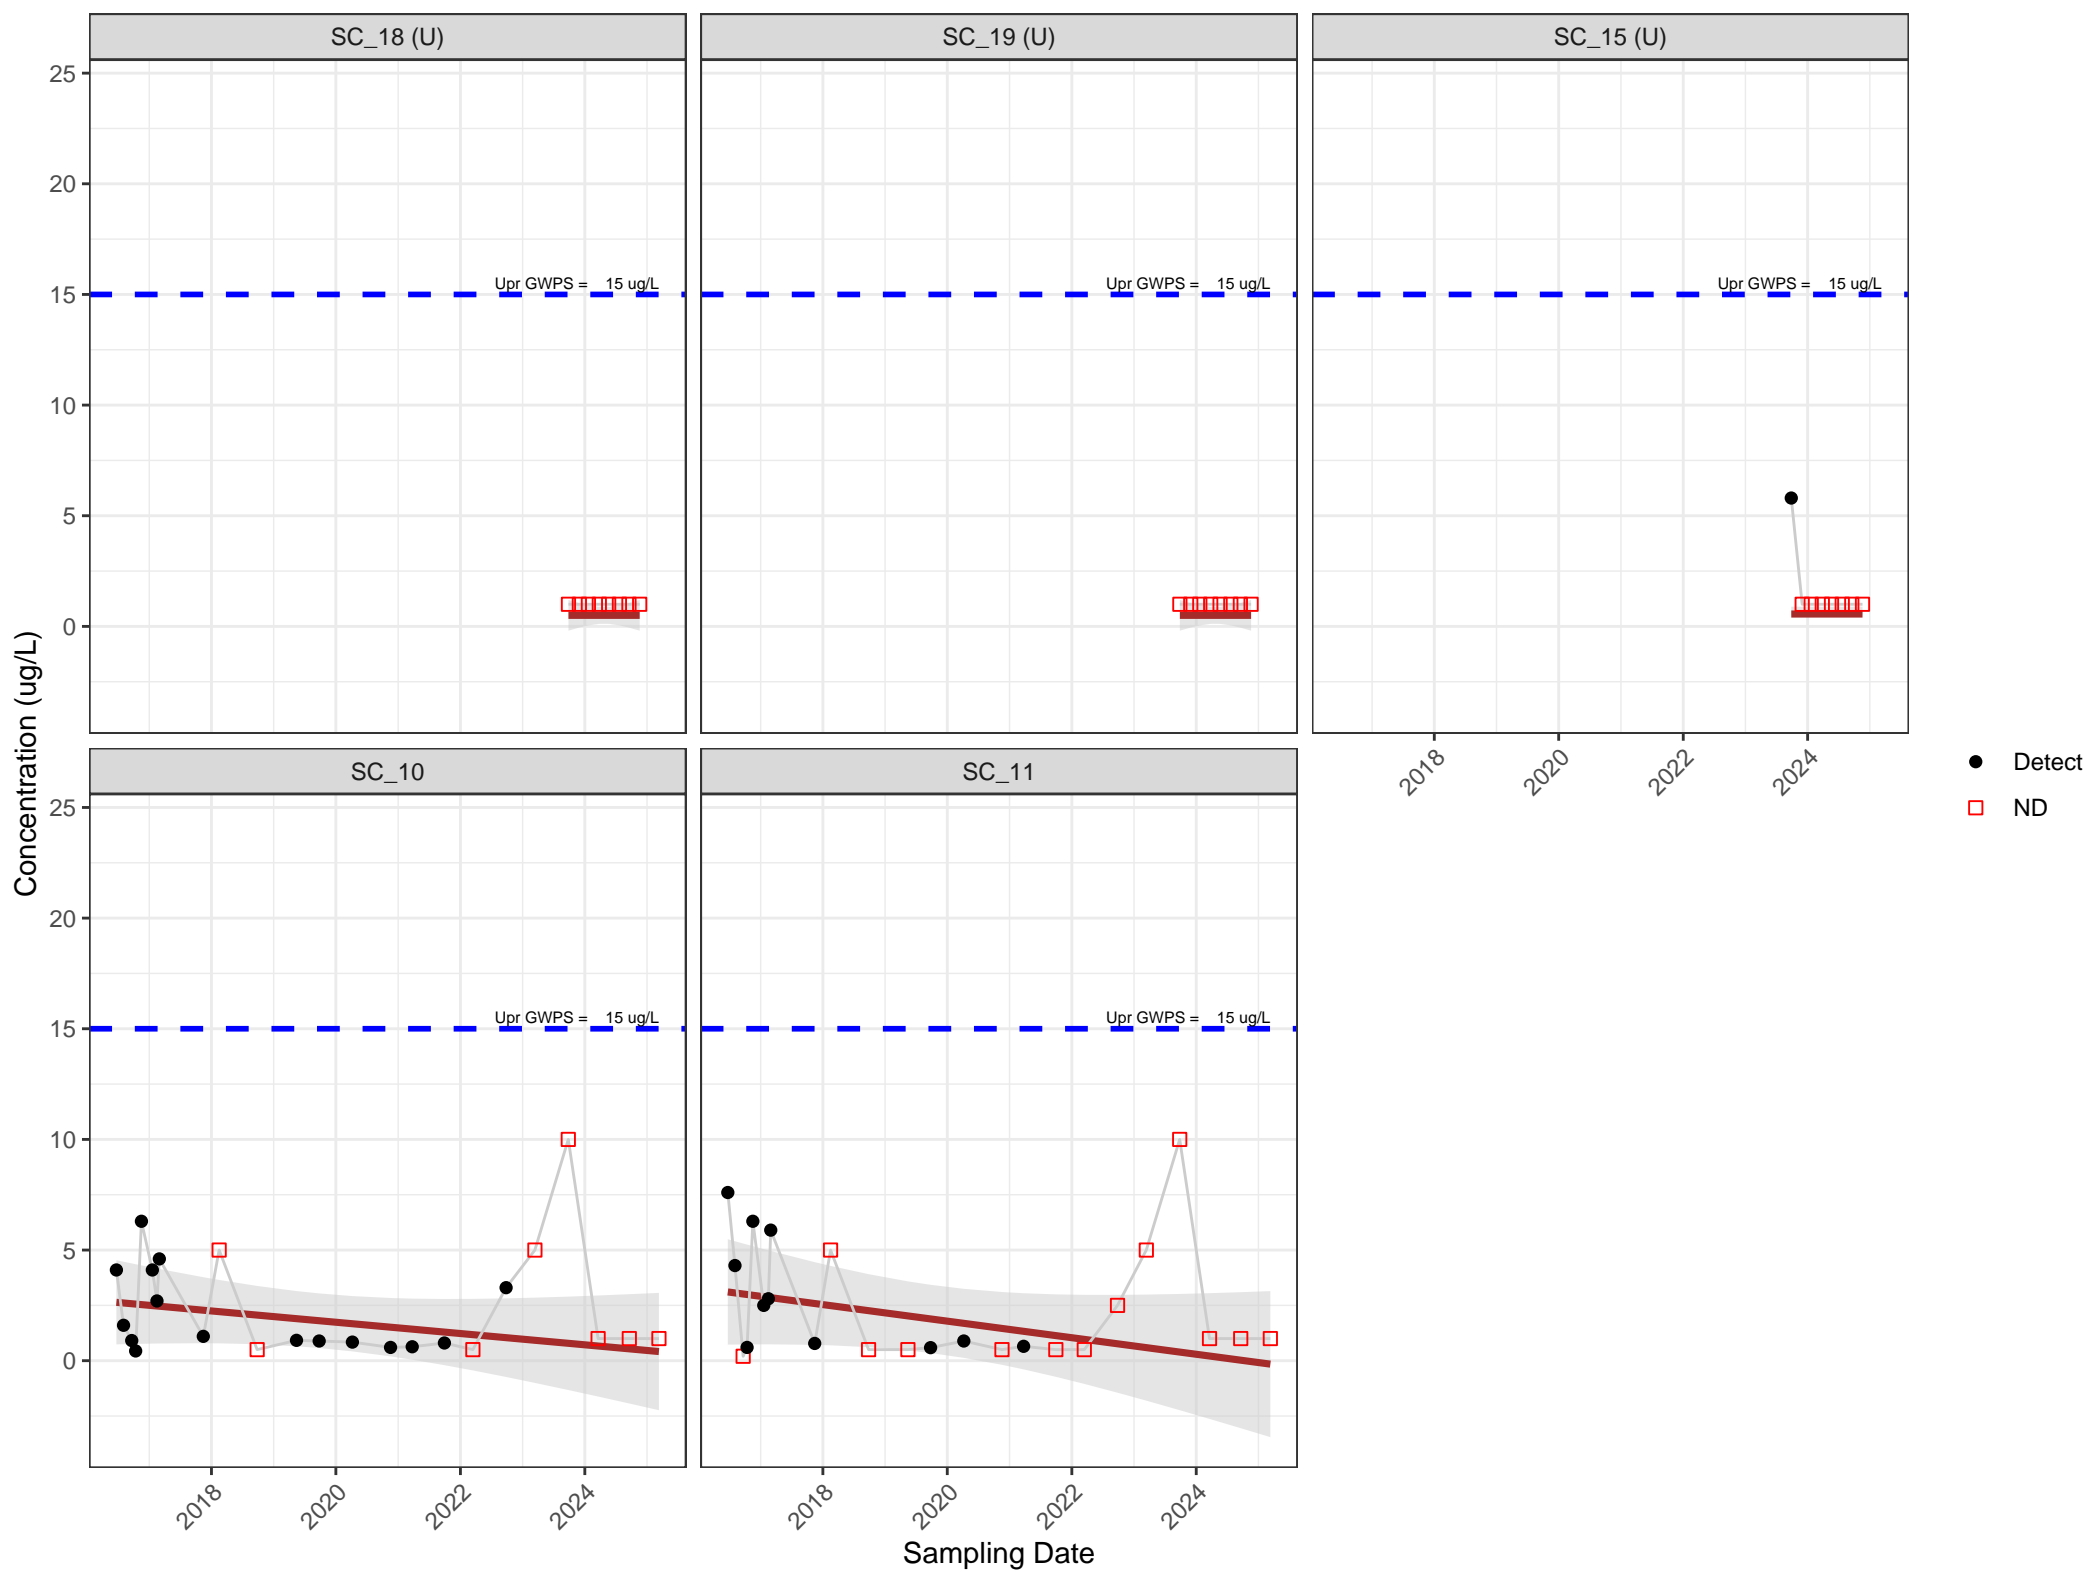 SC_18 (U)
SC_19 (U)
SC_15 (U)
25
20
15
10
5
0
Upr GWPS = 15 ug/L
Upr GWPS = 15 ug/L
Upr GWPS = 15 ug/L
2018
2020
2022
2024
Concentration (ug/L)
SC_10
SC_11
25
20
15
10
5
0
Upr GWPS = 15 ug/L
Upr GWPS = 15 ug/L
2018
2020
2022
2024
2018
2020
2022
2024
Sampling Date
Detect
ND